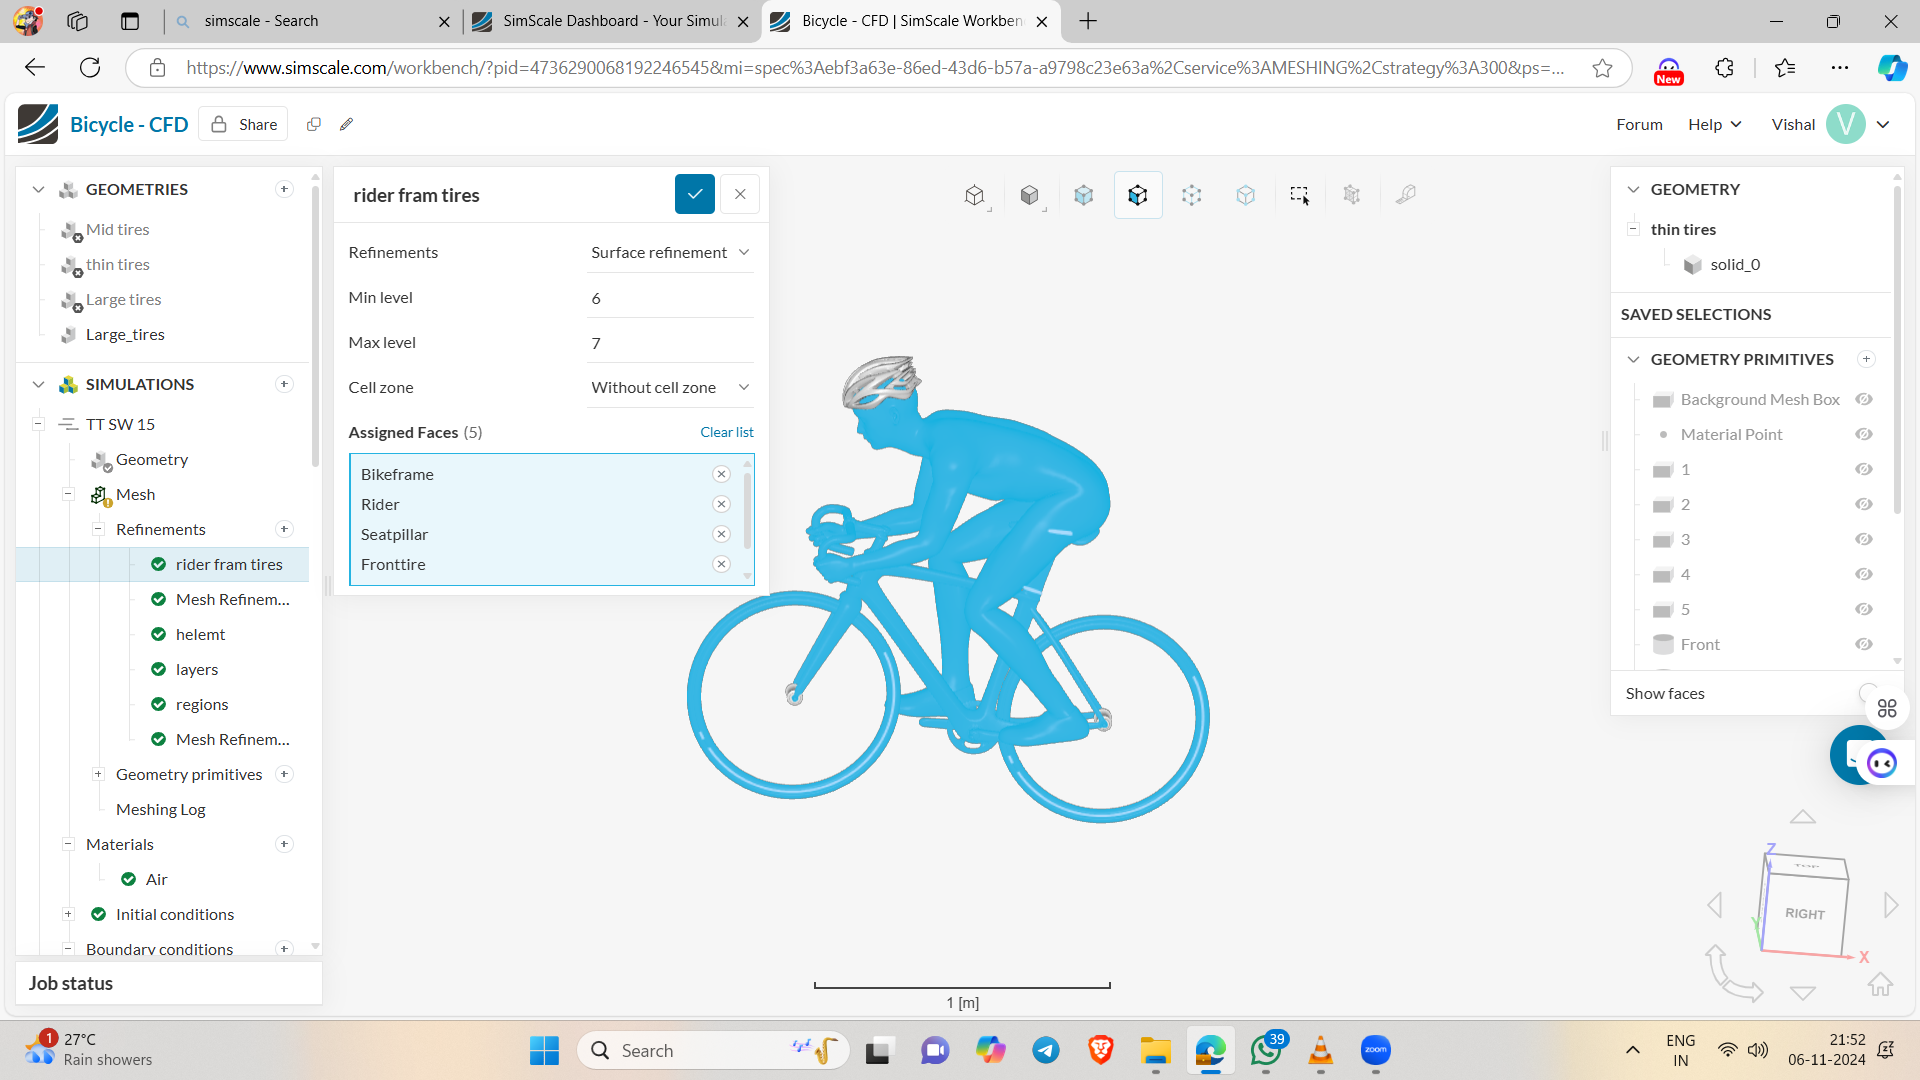 simscale - Search
SimScale Dashboard - Your Simula
Bicycle - CFD | SimScale Workben
https://www.simscale.com/workbench/?pid=4736290068192246545&mi=spec%3Aebf3a63e-86ed-43d6-b57a-a9798c23e63a%2Cservice%3AMESHING%2Cstrategy%3A300&ps=...
New
Bicycle - CFD
Share
Forum
Help
Vishal
V
GEOMETRIES
Mid tires
thin tires
Large tires
Large_tires
SIMULATIONS
TT SW 15
Geometry
Mesh
Refinements
rider fram tires
Mesh Refinem...
helemt
layers
regions
Mesh Refinem...
Geometry primitives
Meshing Log
Materials
Air
Initial conditions
Boundary conditions
Job status
rider fram tires
Refinements
Surface refinement
Min level
6
Max level
7
Cell zone
Without cell zone
Assigned Faces (5)
Clear list
Bikeframe
Rider
Seatpillar
Fronttire
1 [m]
GEOMETRY
thin tires
solid_0
SAVED SELECTIONS
GEOMETRY PRIMITIVES
Background Mesh Box
Material Point
1
2
3
4
5
Front
Show faces
Z
TOP
RIGHT
Y
X
1
27°C
Rain showers
Search
39
zoom
ENG
IN
21:52
06-11-2024